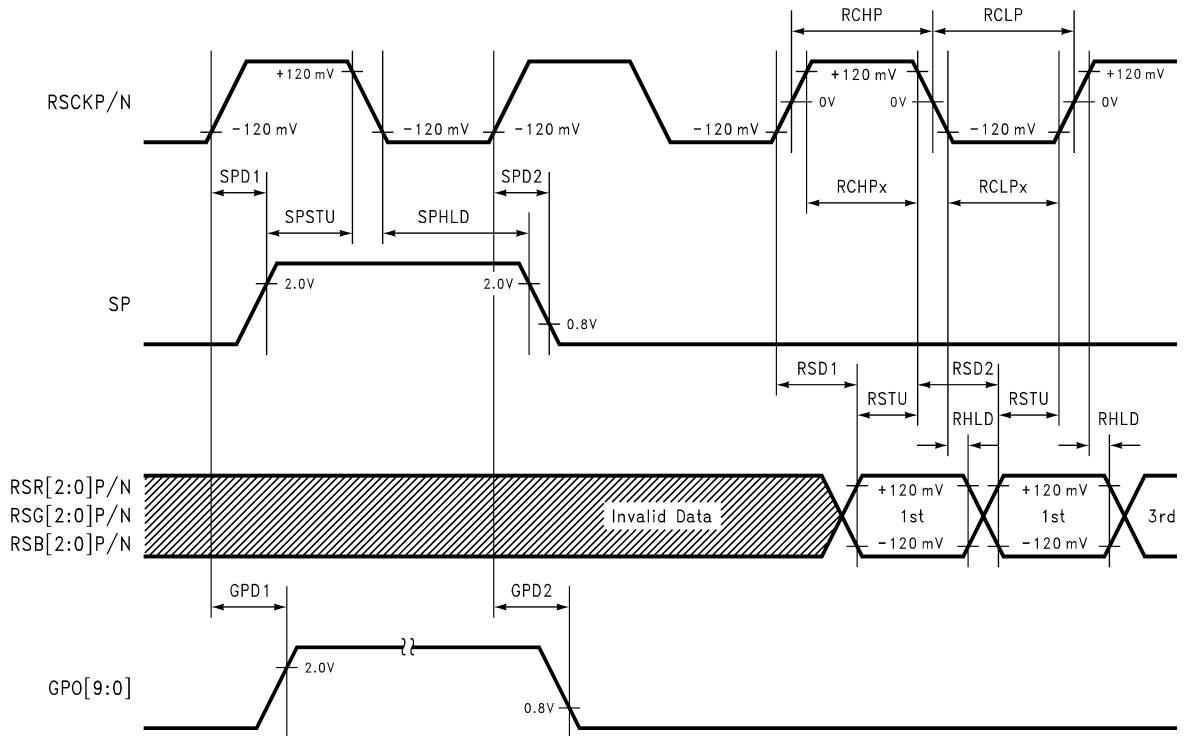 RCHP
RCLP
RSCKP/N
+120 mV
+120 mV
+120 mV
0V
0V
0V
-120 mV
-120 mV
-120 mV
-120 mV
-120 mV
SPD1
SPD2
RCHPx
RCLPx
SPSTU
SPHLD
SP
2.0V
2.0V
0.8V
RSD1
RSD2
RSTU
RSTU
RHLD
RHLD
RSR[2:0]P/N
RSG[2:0]P/N
RSB[2:0]P/N
Invalid Data
+120 mV
1st
-120 mV
+120 mV
1st
-120 mV
3rd
GPD1
GPD2
GPO[9:0]
2.0V
0.8V